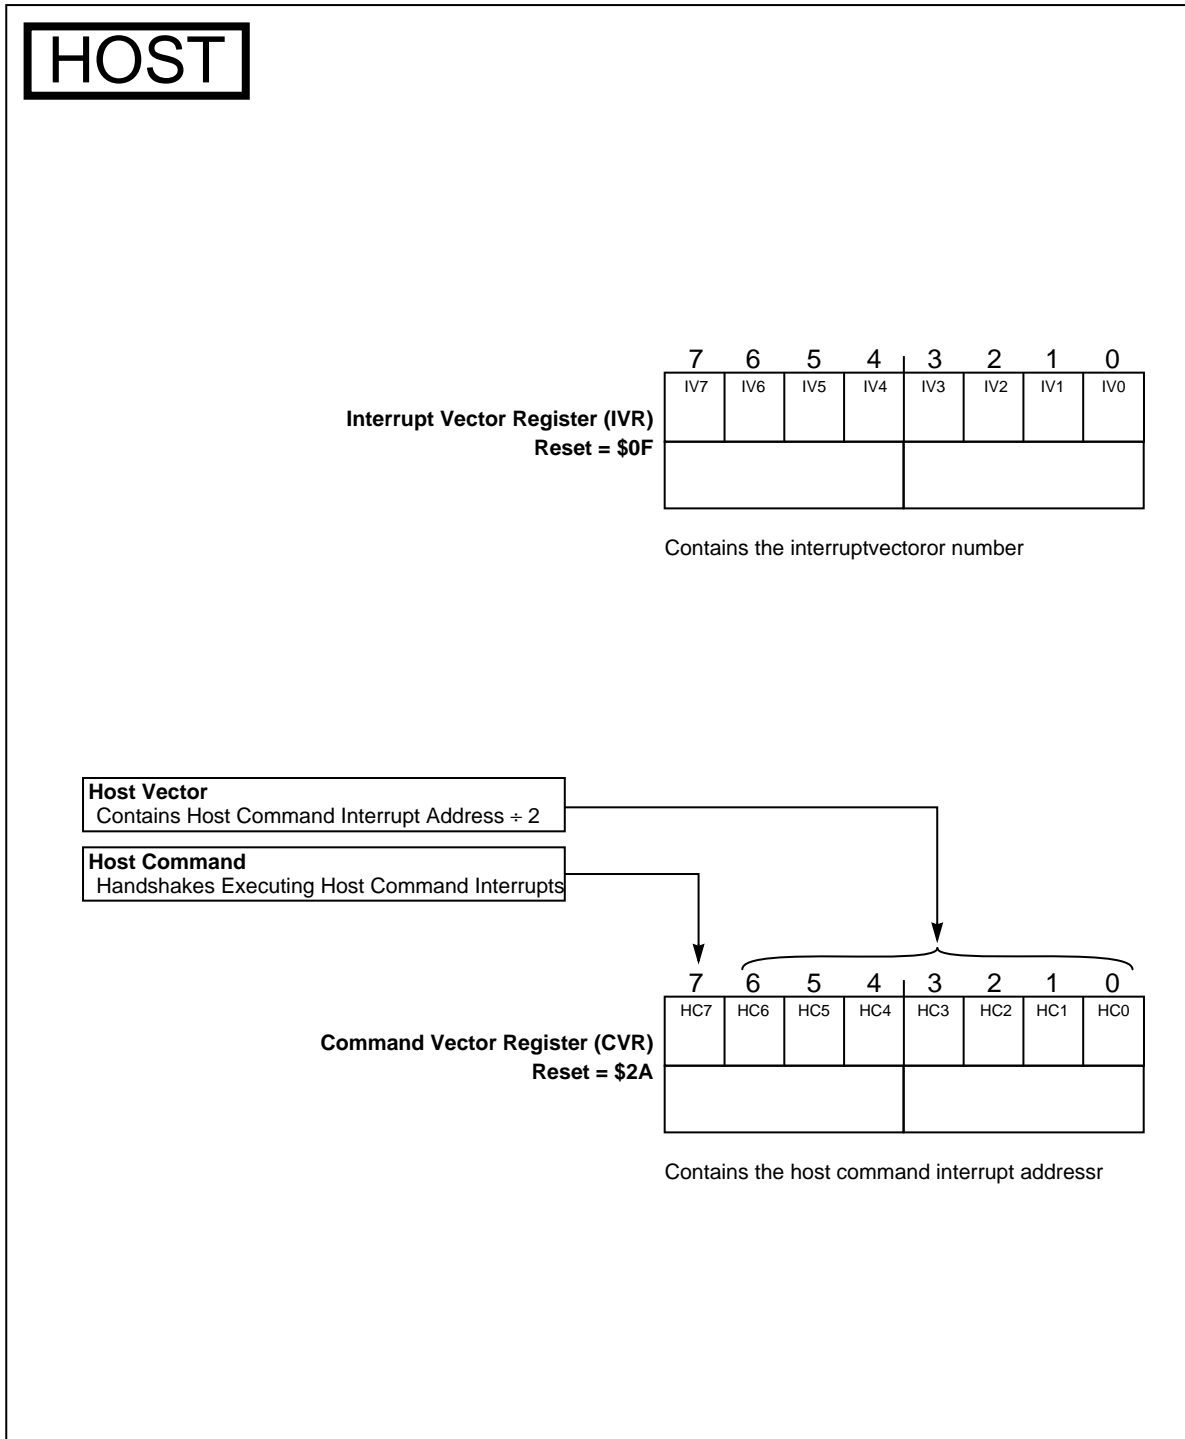 HOST
7 6 5 4 3 2 1 0
IV7 IV6 IV5 IV4 IV3 IV2 IV1 IV0
Interrupt Vector Register (IVR)
Reset = $0F
Contains the interruptvectoror number
Host Vector
Contains Host Command Interrupt Address ÷ 2
Host Command
Handshakes Executing Host Command Interrupts
7 6 5 4 3 2 1 0
HC7 HC6 HC5 HC4 HC3 HC2 HC1 HC0
Command Vector Register (CVR)
Reset = $2A
Contains the host command interrupt addressr